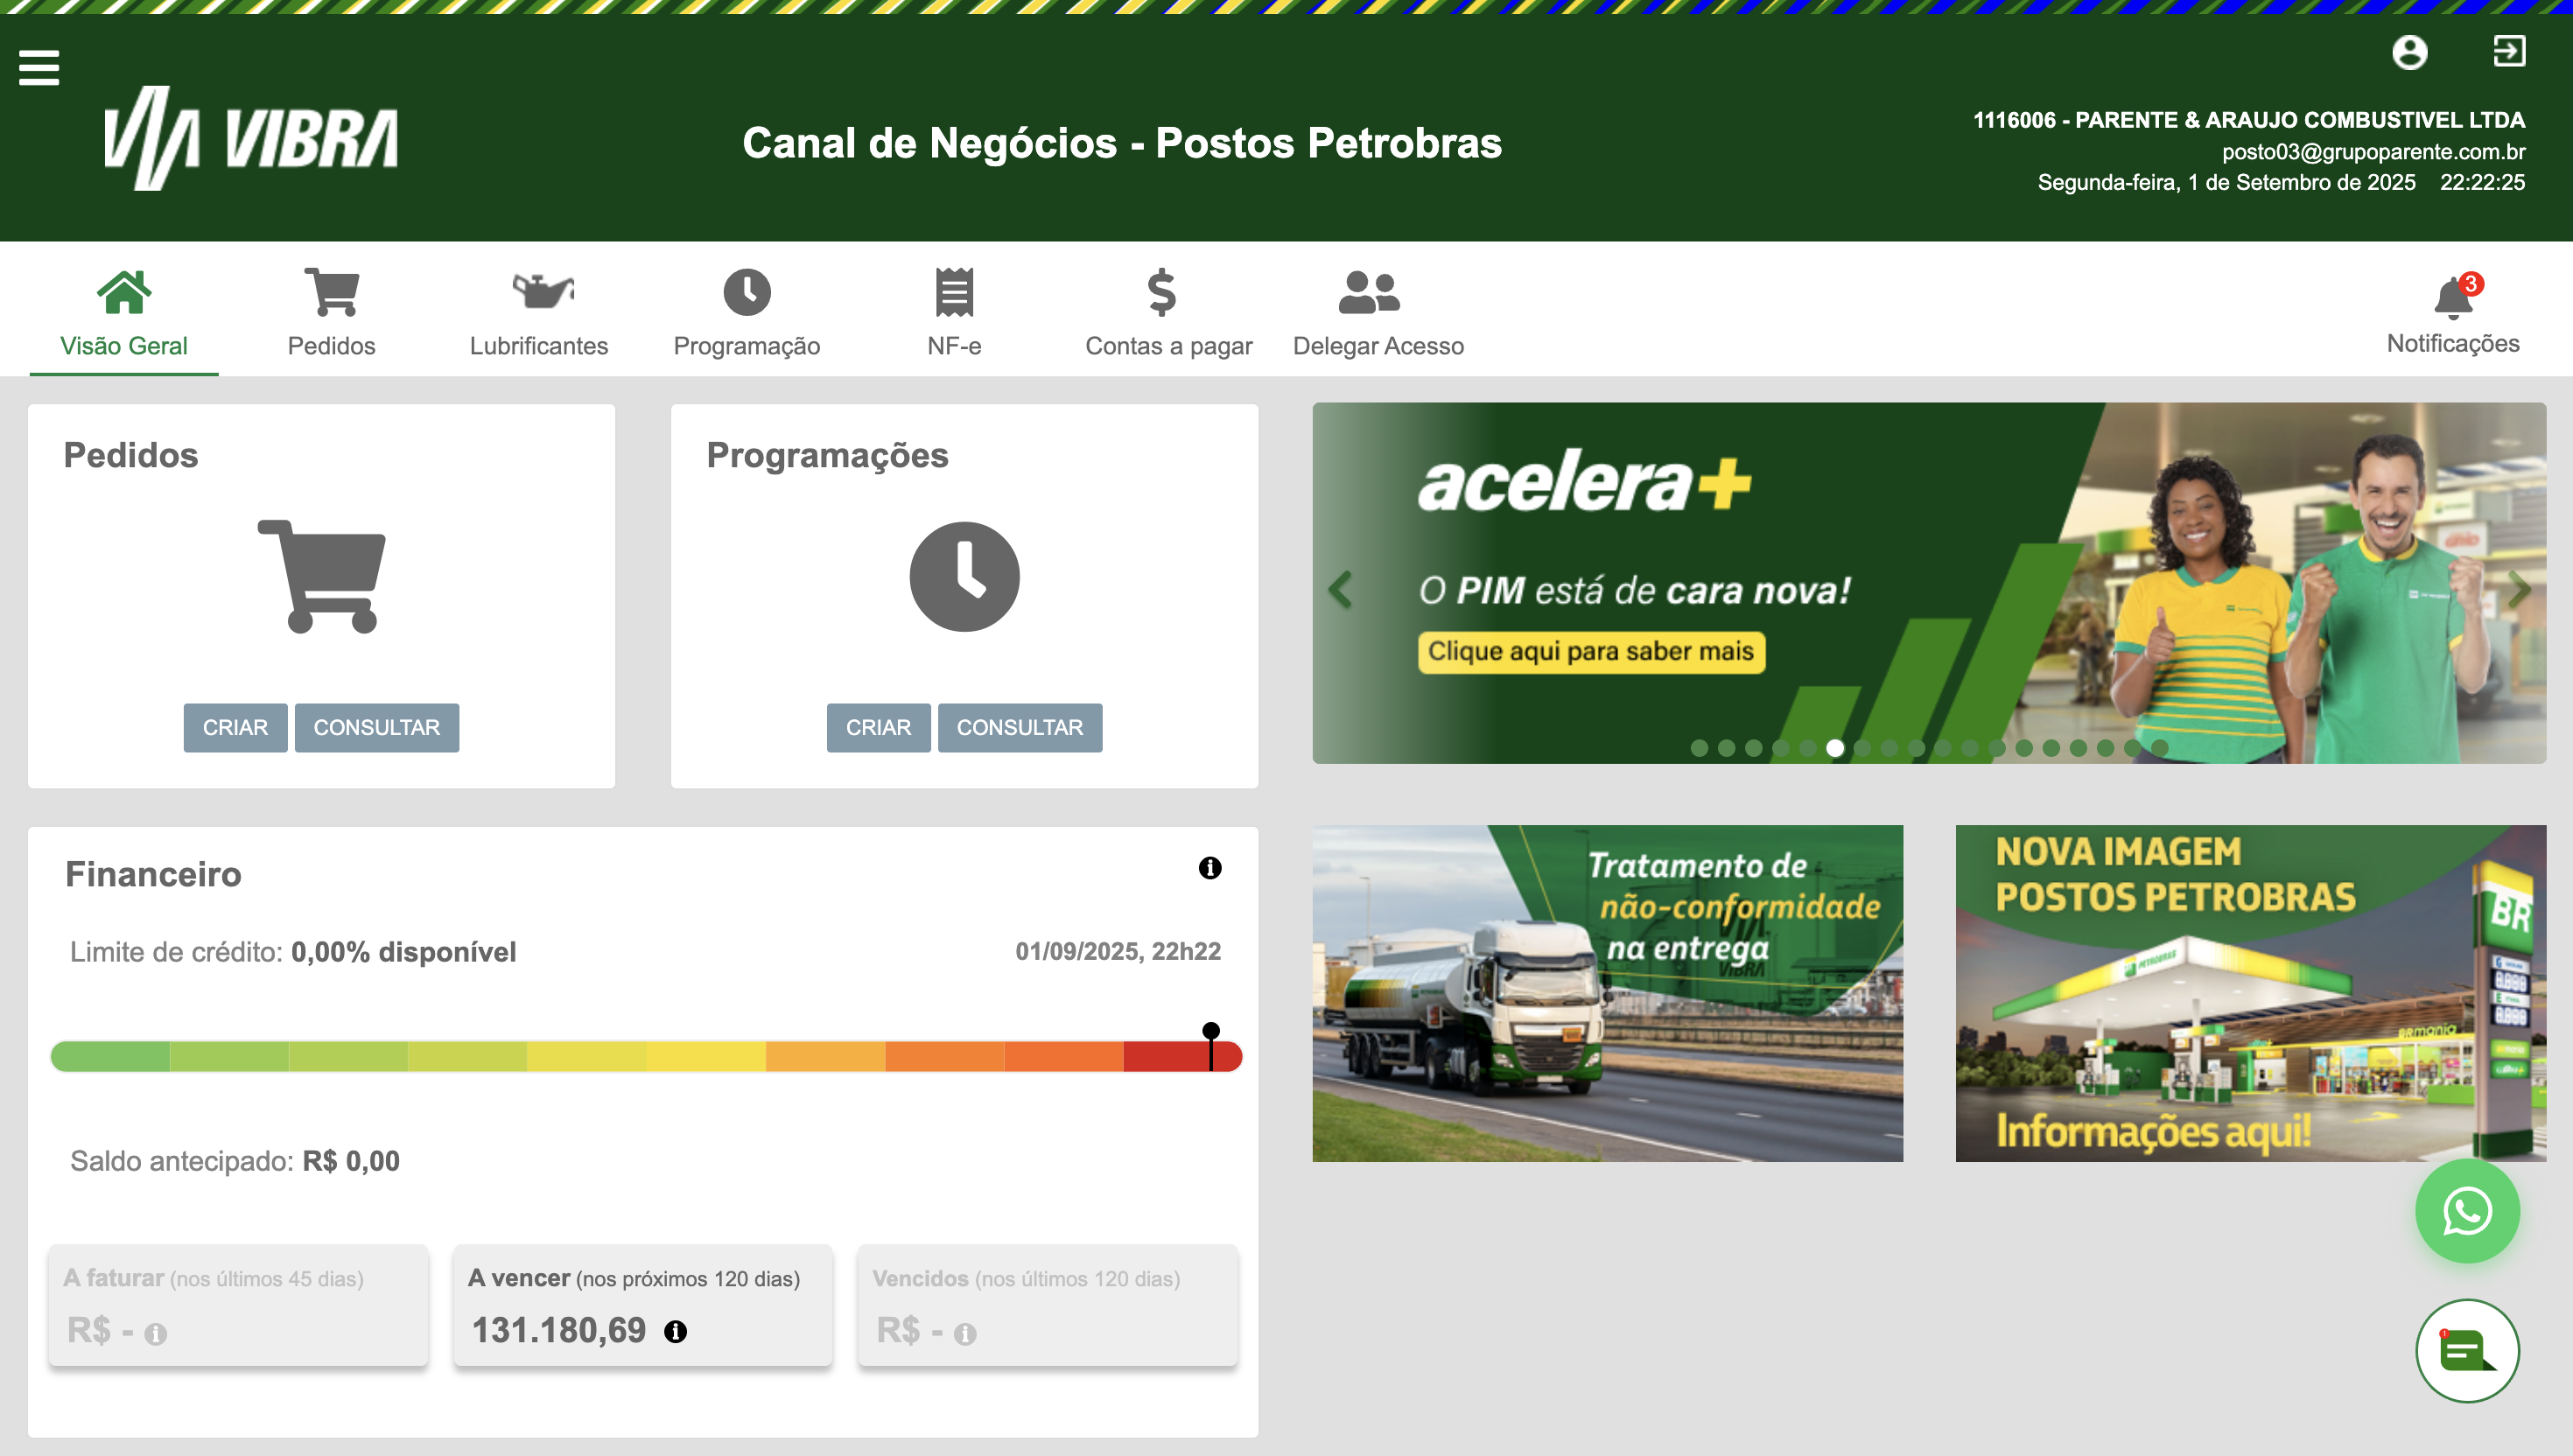 VIBRA
Canal de Negócios - Postos Petrobras
1116006 - PARENTE & ARAUJO COMBUSTIVEL LTDA
posto03@grupoparente.com.br
Segunda-feira, 1 de Setembro de 2025 22:22:25
Visão Geral
Pedidos
Lubrificantes
Programação
NF-e
Contas a pagar
Delegar Acesso
3
Notificações
Pedidos
CRIAR
CONSULTAR
Programações
CRIAR
CONSULTAR
acelera+
O PIM está de cara nova!
Clique aqui para saber mais
Financeiro
Limite de crédito: 0,00% disponível
01/09/2025, 22h22
Saldo antecipado: R$ 0,00
A faturar (nos últimos 45 dias)
R$ -
A vencer (nos próximos 120 dias)
131.180,69
Vencidos (nos últimos 120 dias)
R$ -
Tratamento de
não-conformidade
na entrega
VIBRA
NOVA IMAGEM
POSTOS PETROBRAS
BR
PETROBRAS
BRmania
Informações aqui!